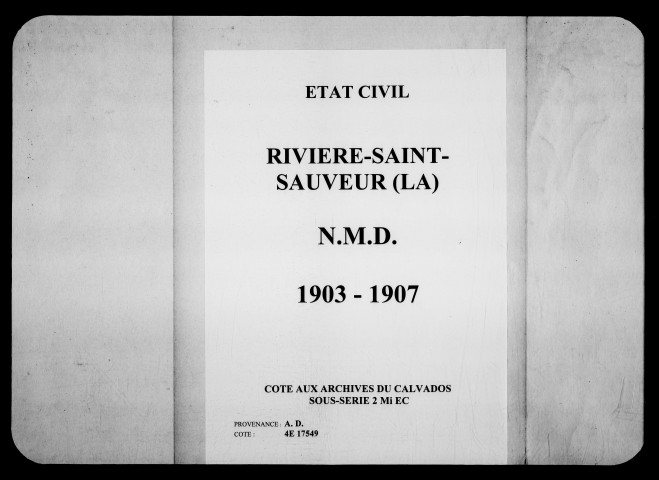 ETAT CIVIL
RIVIERE-SAINT-
SAUVEUR (LA)
N.M.D.
1903 - 1907
COTE AUX ARCHIVES DU CALVADOS
SOUS-SERIE 2 Mi EC
PROVENANCE : A. D.
COTE : 4E 17549